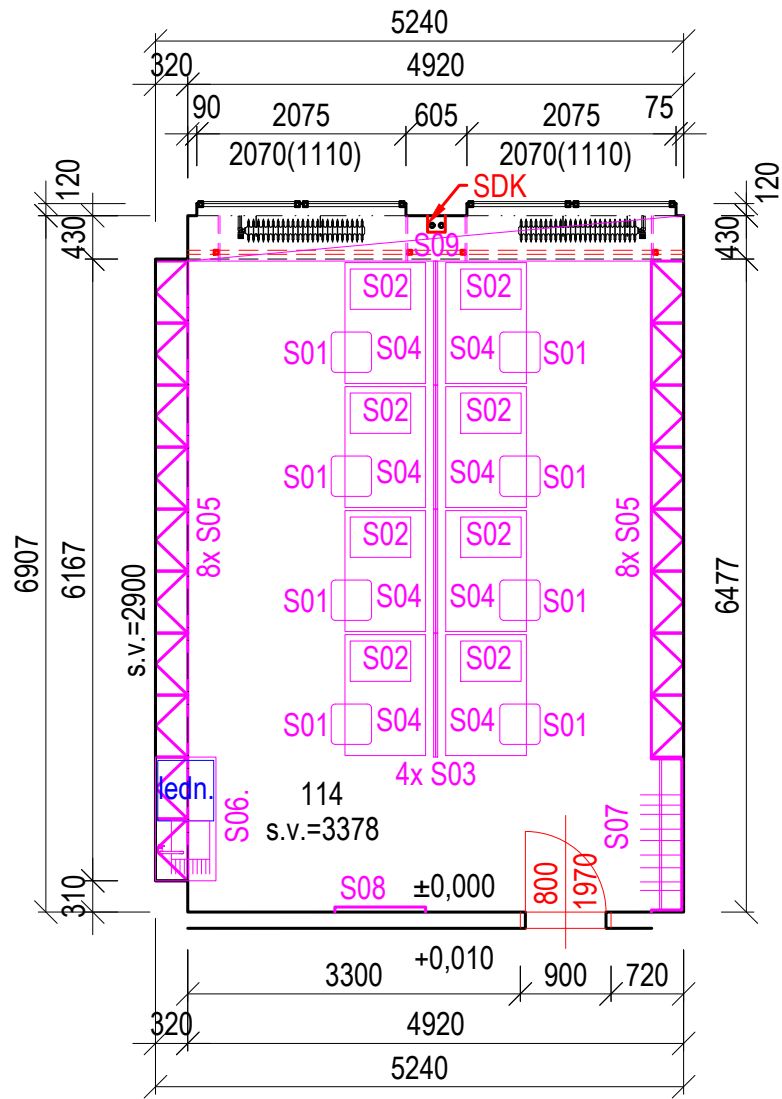 5240
320 4920
90 2075 605 2075 75
2070(1110) 2070(1110)
120 SDK 120
430 S09 430
S02 S02
S01 S04 S04 S01
S02 S02
S01 S04 S04 S01
8x S05 8x S05
S02 S02
6907 6167 6477
s.v.=2900
S01 S04 S04 S01
S02 S02
S01 S04 S04 S01
4x S03
ledn. S06. 114 S07
s.v.=3378
310 S08 ±0,000 800 1970
+0,010
3300 900 720
320 4920
5240